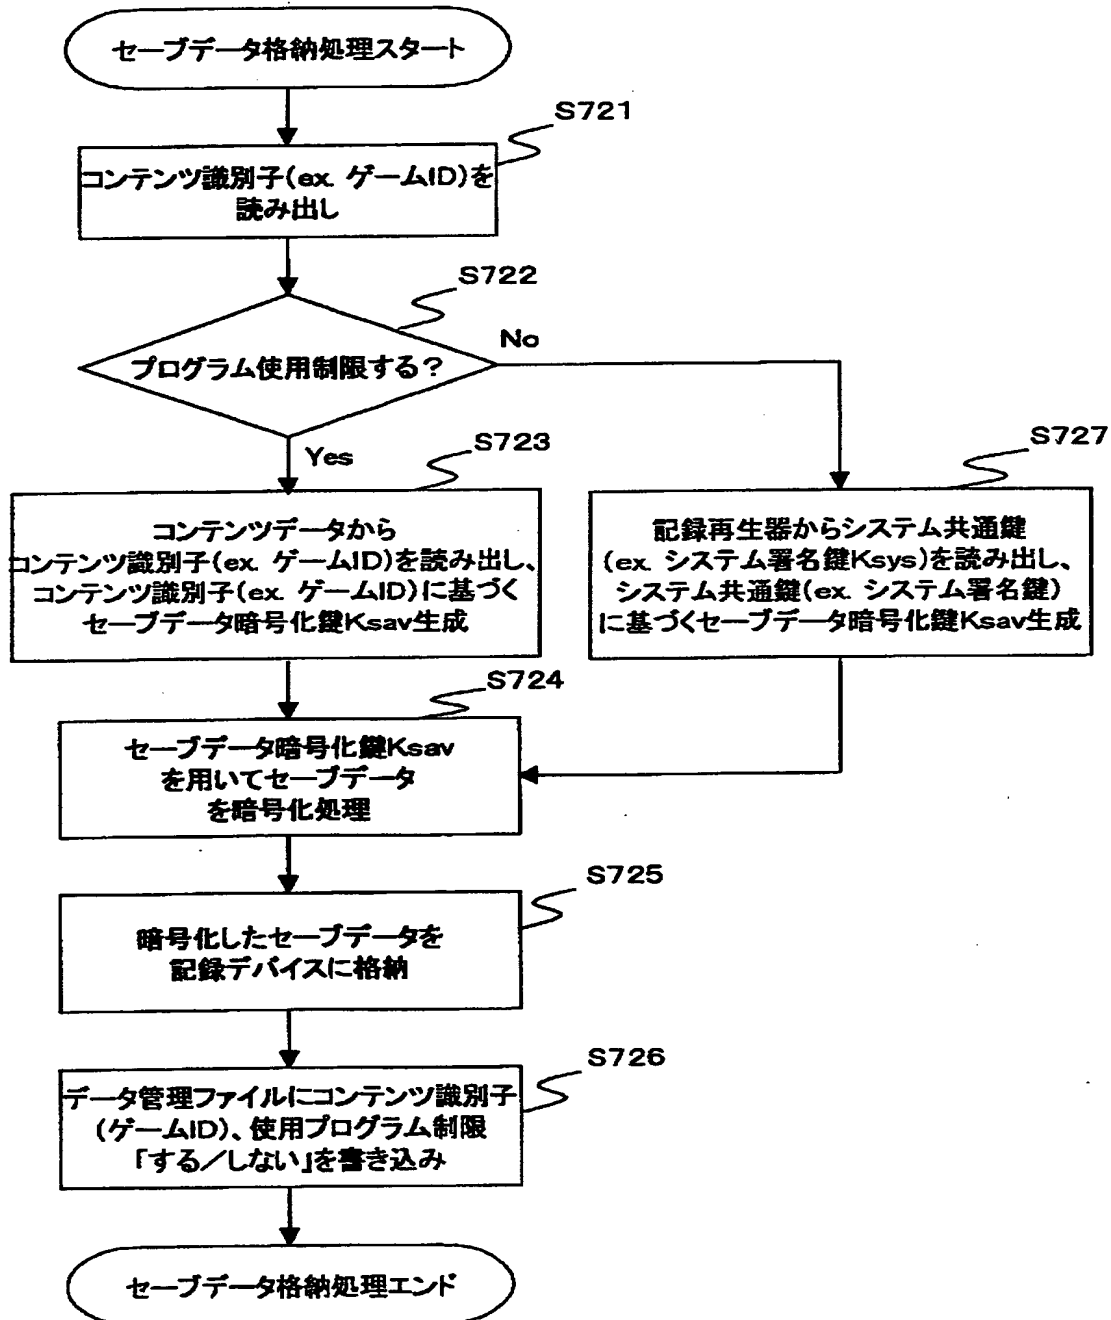 セーブデータ格納処理スタート
S721
コンテンツ識別子(ex. ゲームID)を
読み出し
S722
プログラム使用制限する?
No
Yes
S723
コンテンツデータから
コンテンツ識別子(ex. ゲームID)を読み出し、
コンテンツ識別子(ex. ゲームID)に基づく
セーブデータ暗号化鍵Ksav生成
S727
記録再生器からシステム共通鍵
(ex. システム署名鍵Ksys)を読み出し、
システム共通鍵(ex. システム署名鍵)
に基づくセーブデータ暗号化鍵Ksav生成
S724
セーブデータ暗号化鍵Ksav
を用いてセーブデータ
を暗号化処理
S725
暗号化したセーブデータを
記録デバイスに格納
S726
データ管理ファイルにコンテンツ識別子
(ゲームID)、使用プログラム制限
「する/しない」を書き込み
セーブデータ格納処理エンド